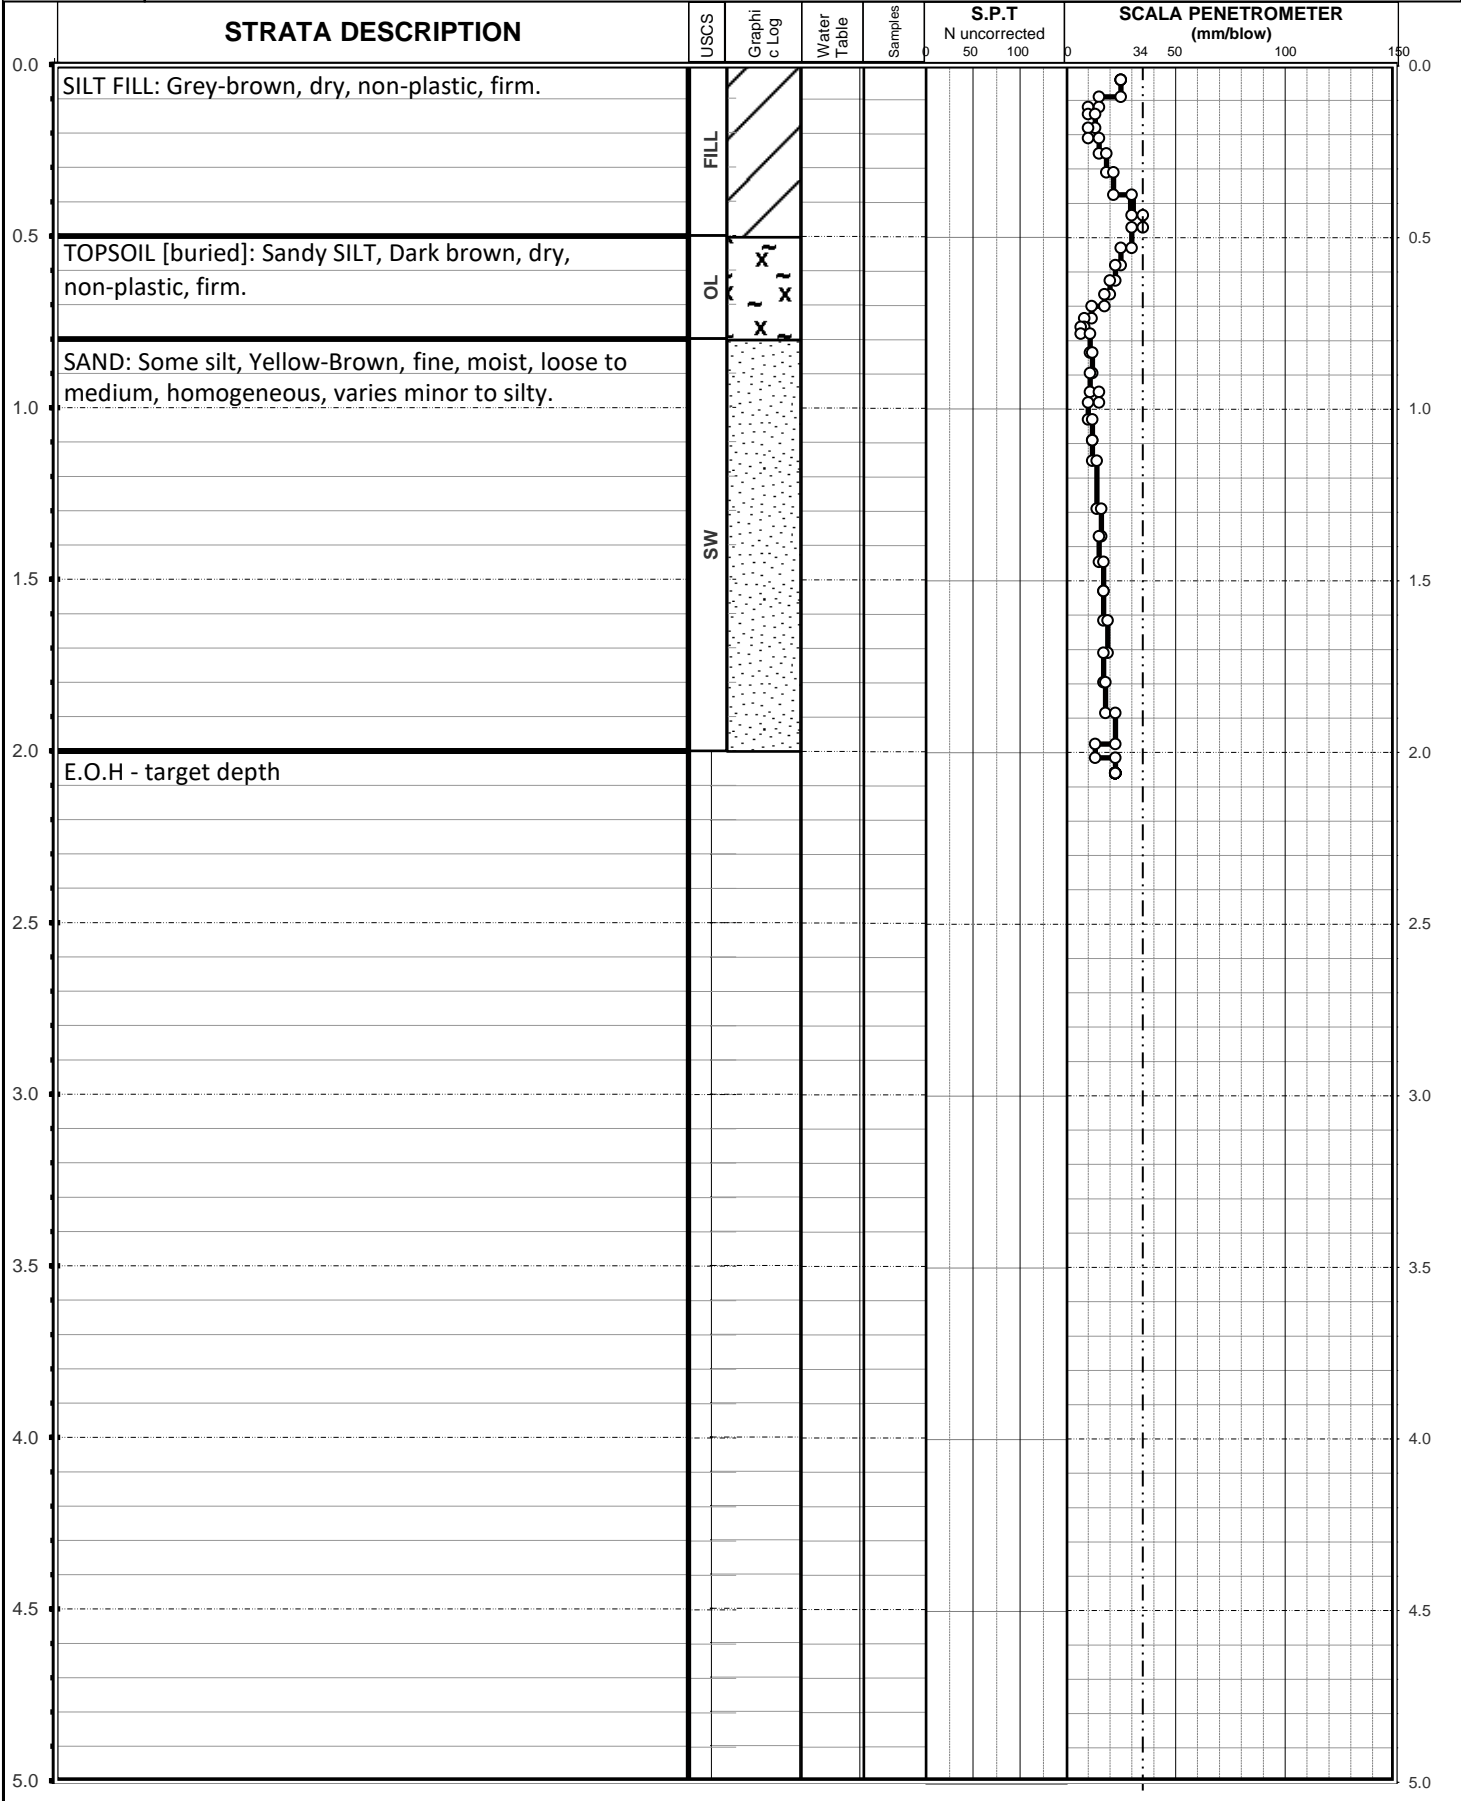 STRATA DESCRIPTION
USCS
Graphi
c Log
Water
Table
Samples
S.P.T
N uncorrected
0 50 100
SCALA PENETROMETER
(mm/blow)
0 34 50 100 150
0.0 0.0
SILT FILL: Grey-brown, dry, non-plastic, firm.
FILL
0.5 0.5
TOPSOIL [buried]: Sandy SILT, Dark brown, dry,
non-plastic, firm.
OL
SAND: Some silt, Yellow-Brown, fine, moist, loose to
medium, homogeneous, varies minor to silty.
1.0 1.0
SW
1.5 1.5
2.0 2.0
E.O.H - target depth
2.5 2.5
3.0 3.0
3.5 3.5
4.0 4.0
4.5 4.5
5.0 5.0